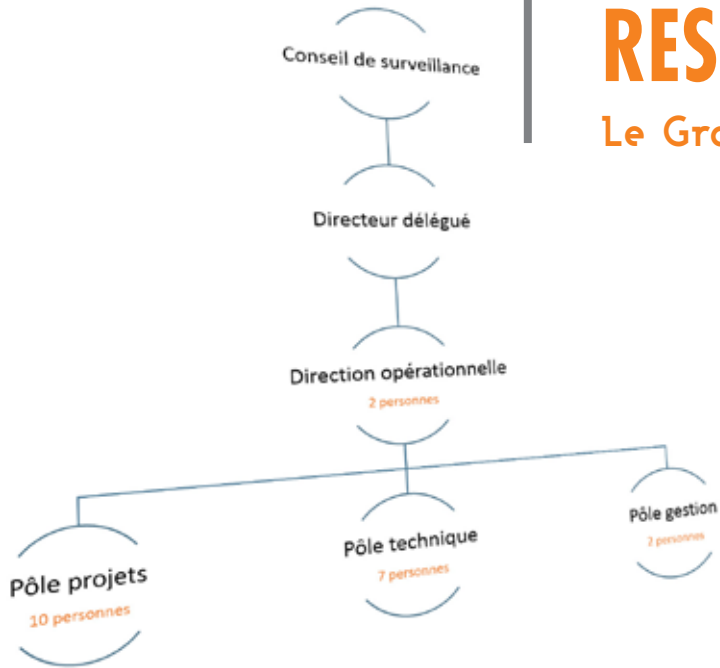 RES
Le Gro
Conseil de surveillance
Directeur délégué
Direction opérationnelle
2 personnes
Pôle projets
10 personnes
Pôle technique
7 personnes
Pôle gestion
2 personnes